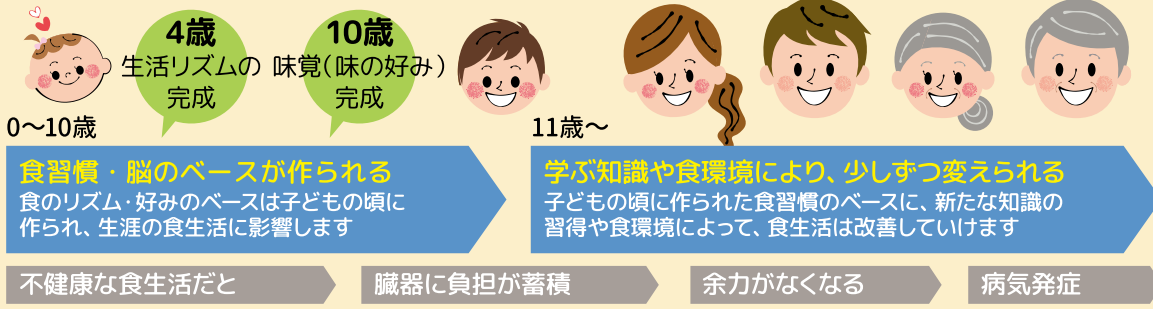 4歳
生活リズムの
完成
10歳
味覚(味の好み)
完成
0〜10歳
食習慣・脳のベースが作られる
食のリズム・好みのベースは子どもの頃に
作られ、生涯の食生活に影響します
11歳〜
学ぶ知識や食環境により、少しずつ変えられる
子どもの頃に作られた食習慣のベースに、新たな知識の
習得や食環境によって、食生活は改善していけます
不健康な食生活だと
臓器に負担が蓄積
余力がなくなる
病気発症